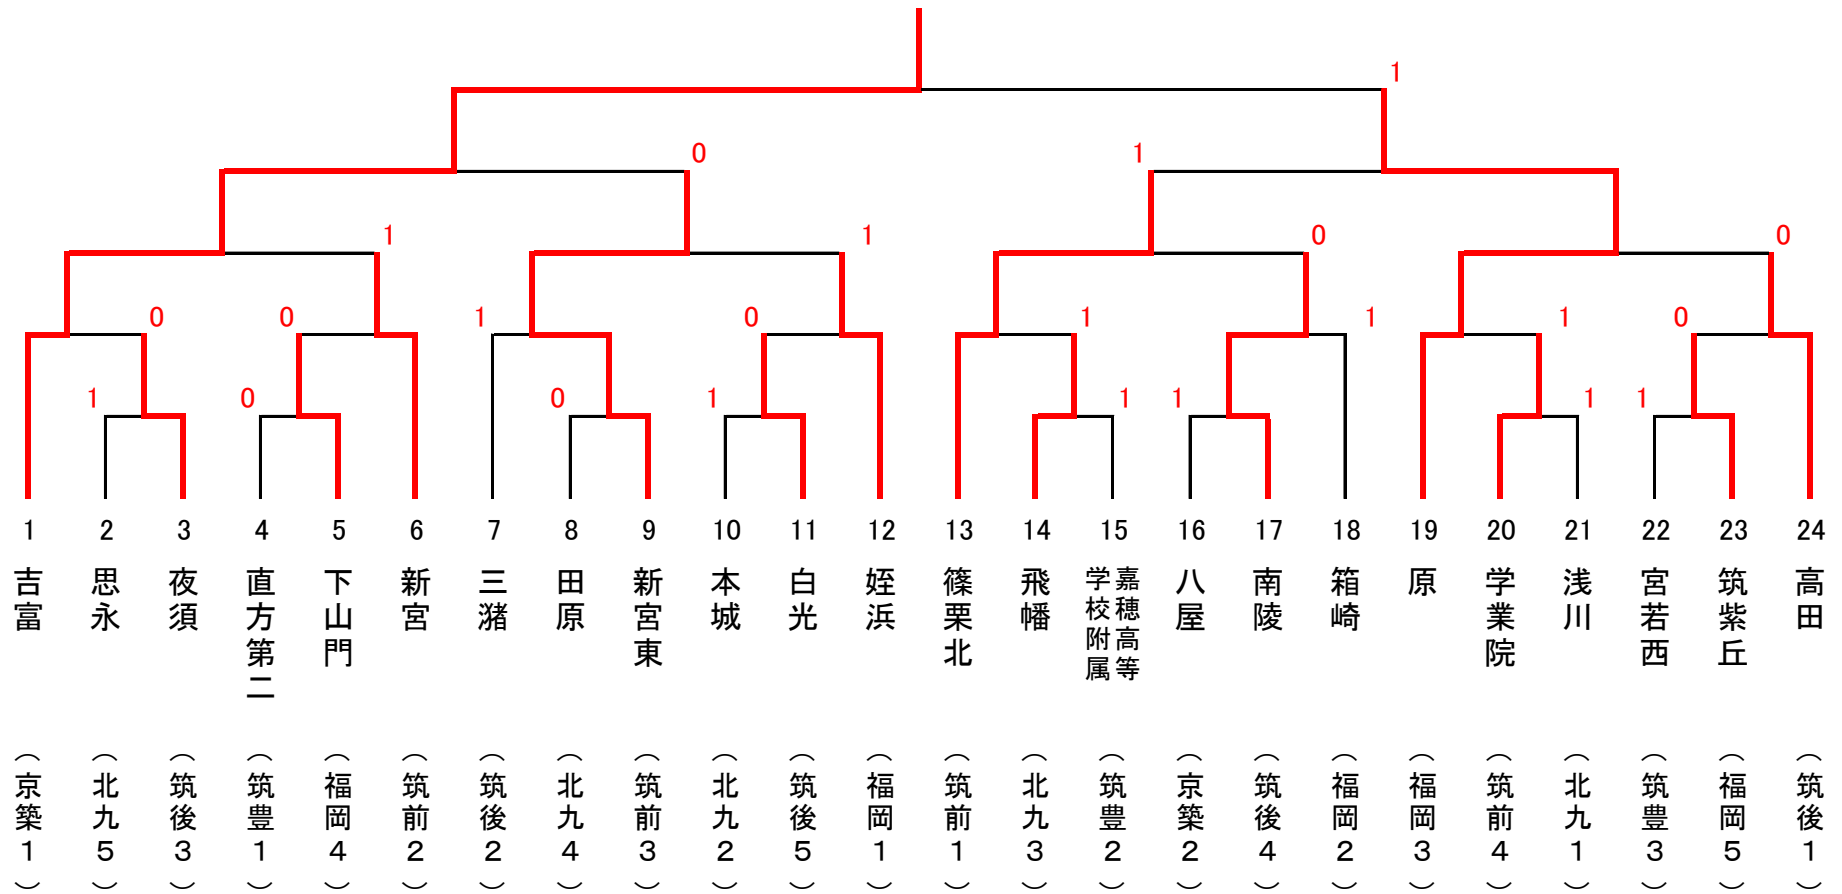 1
0 1
1 0 1 0
0 0 1 0 1 1 1 0
1 0 0 1 1 1 1 1
1 2 3 4 5 6 7 8 9 10 11 12 13 14 15 16 17 18 19 20 21 22 23 24
吉富
思永
夜須
直方第二
下山門
新宮
三潴
田原
新宮東
本城
白光
姪浜
篠栗北
飛幡
嘉穂高等
学校附属
八屋
南陵
箱崎
原
学業院
浅川
宮若西
筑紫丘
高田
（京築１）
（北九５）
（筑後３）
（筑豊１）
（福岡４）
（筑前２）
（筑後２）
（北九４）
（筑前３）
（北九２）
（筑後５）
（福岡１）
（筑前１）
（北九３）
（筑豊２）
（京築２）
（筑後４）
（福岡２）
（福岡３）
（筑前４）
（北九１）
（筑豊３）
（福岡５）
（筑後１）